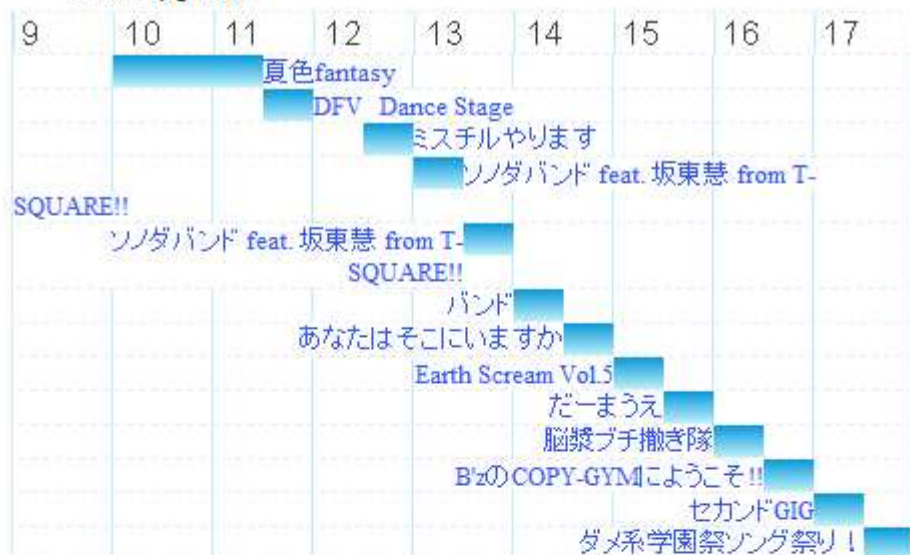 9 10 11 12 13 14 15 16 17
夏色fantasy
DFV Dance Stage
ミスチルやります
ソノダバンド feat. 坂東慧 from T-
SQUARE!!
ソノダバンド feat. 坂東慧 from T-
SQUARE!!
バンド
あなたはそこにいますか
Earth Scream Vol.5
だーまうえ
脳漿ブチ撒き隊
B'zのCOPY-GYMにようこそ!!
セカンドGIG
ダメ系学園祭ソング祭り！